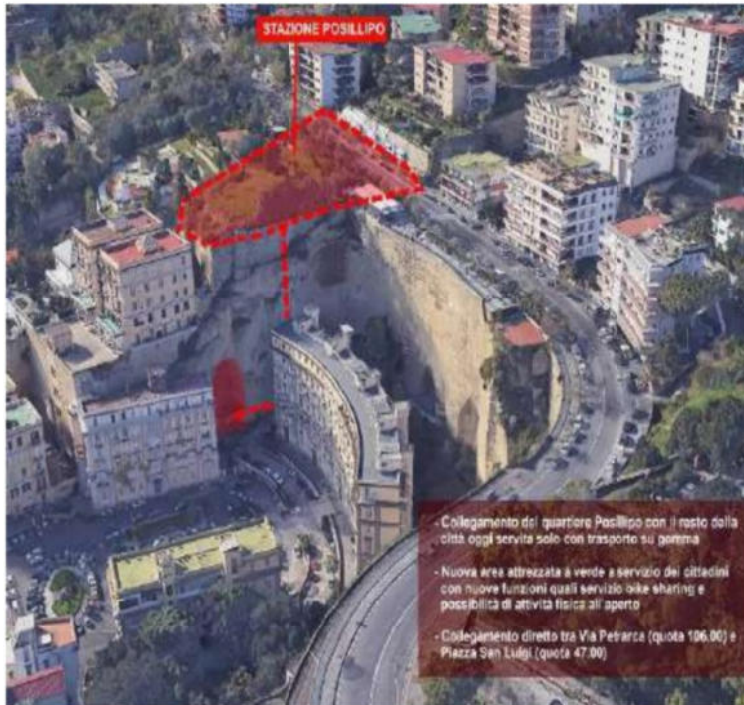 STAZIONE POSILLIPO
- Collegamento del quartiere Posillipo con il resto della
città oggi servita solo con trasporto su gomma
- Nuova area attrezzata a verde a servizio dei cittadini
con nuove funzioni quali servizio bike sharing e
possibilità di attività fisica all'aperto
- Collegamento diretto tra Via Petrarca (quota 106.00) e
Piazza San Luigi (quota 47.00)